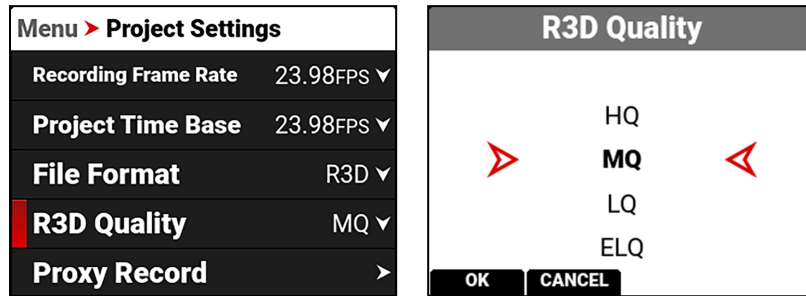 Menu ➤ Project Settings
Recording Frame Rate 23.98FPS
Project Time Base 23.98FPS
File Format R3D
R3D Quality MQ
Proxy Record
R3D Quality
HQ
MQ
LQ
ELQ
OK CANCEL